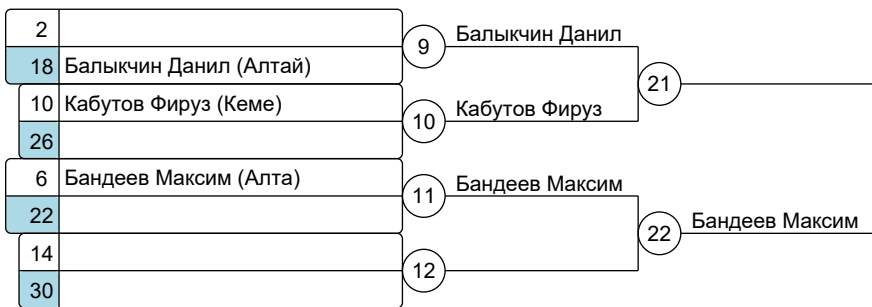 2
9 Балыкчин Данил
18 Балыкчин Данил (Алтай)
21
10 Кабутов Фируз (Кеме)
10 Кабутов Фируз
26
6 Бандеев Максим (Алта)
11 Бандеев Максим
22
22 Бандеев Максим
14
12
30